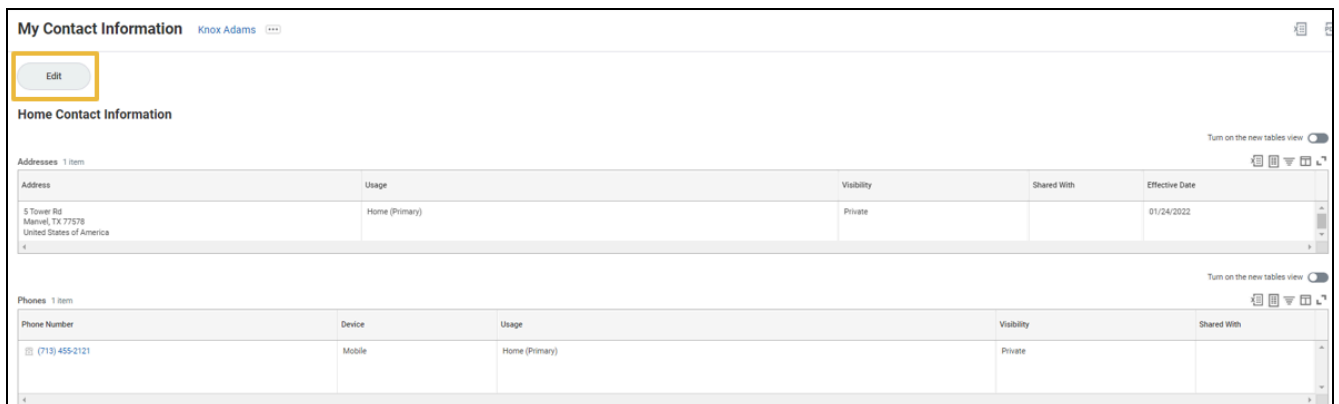 My Contact Information Knox Adams
Edit
Home Contact Information
Turn on the new tables view
Addresses 1 item
Address Usage Visibility Shared With Effective Date
5 Tower Rd Home (Primary) Private 01/24/2022
Manvel, TX 77578
United States of America
Turn on the new tables view
Phones 1 item
Phone Number Device Usage Visibility Shared With
(713) 455-2121 Mobile Home (Primary) Private